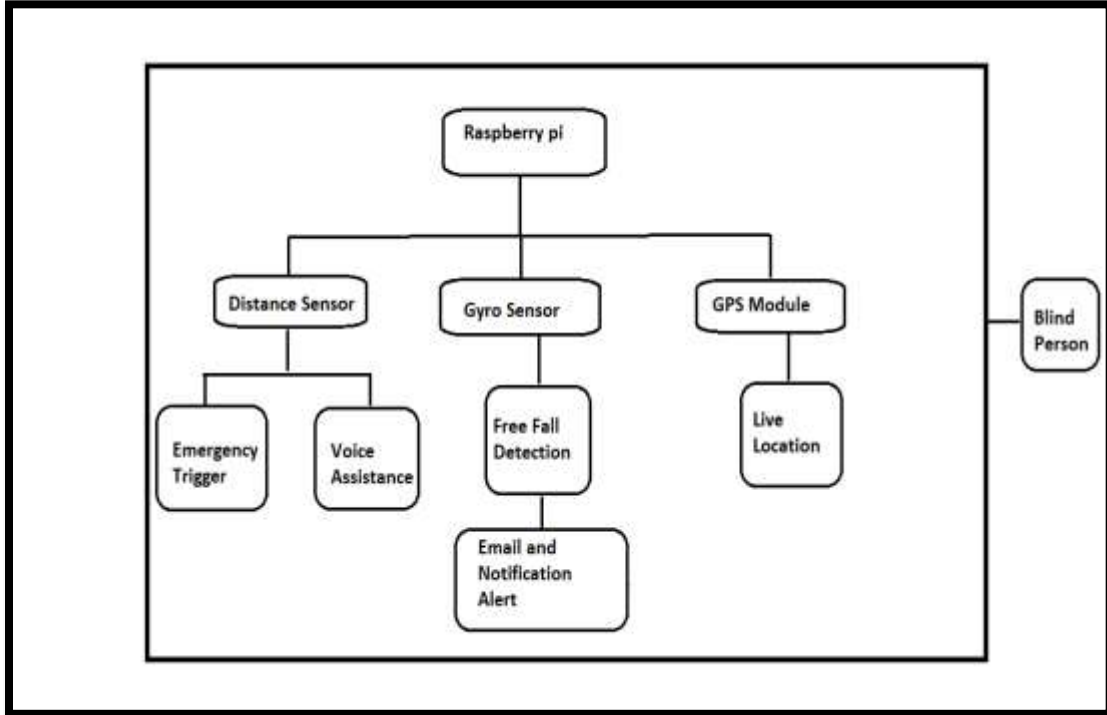 Raspberry pi
Distance Sensor
Gyro Sensor
GPS Module
Blind
Person
Emergency
Trigger
Voice
Assistance
Free Fall
Detection
Live
Location
Email and
Notification
Alert